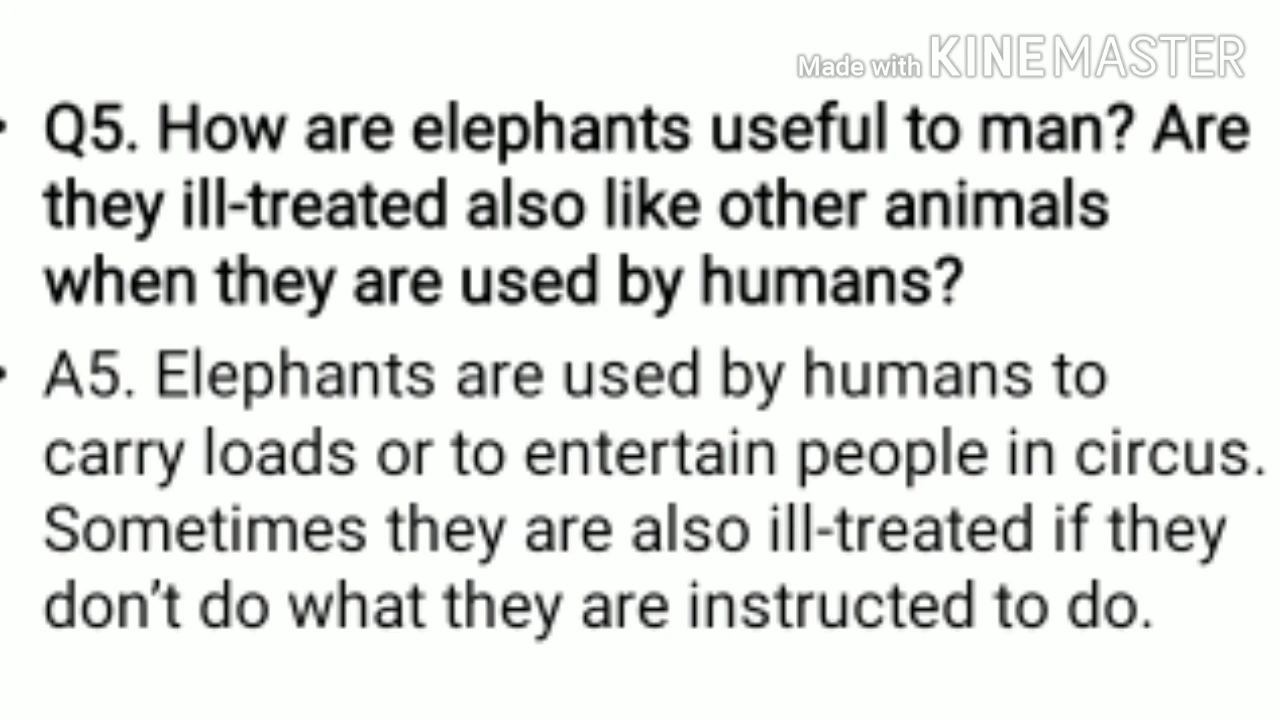 Made with KINEMASTER
• Q5. How are elephants useful to man? Are
they ill-treated also like other animals
when they are used by humans?
• A5. Elephants are used by humans to
carry loads or to entertain people in circus.
Sometimes they are also ill-treated if they
don't do what they are instructed to do.